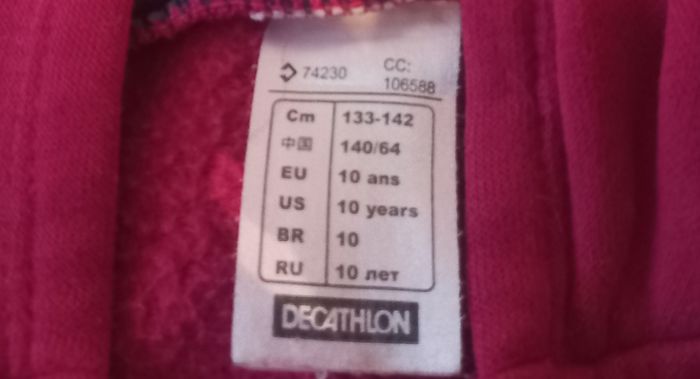 74230 CC: 106588
Cm 133-142
中国 140/64
EU 10 ans
US 10 years
BR 10
RU 10 лет
DECATHLON